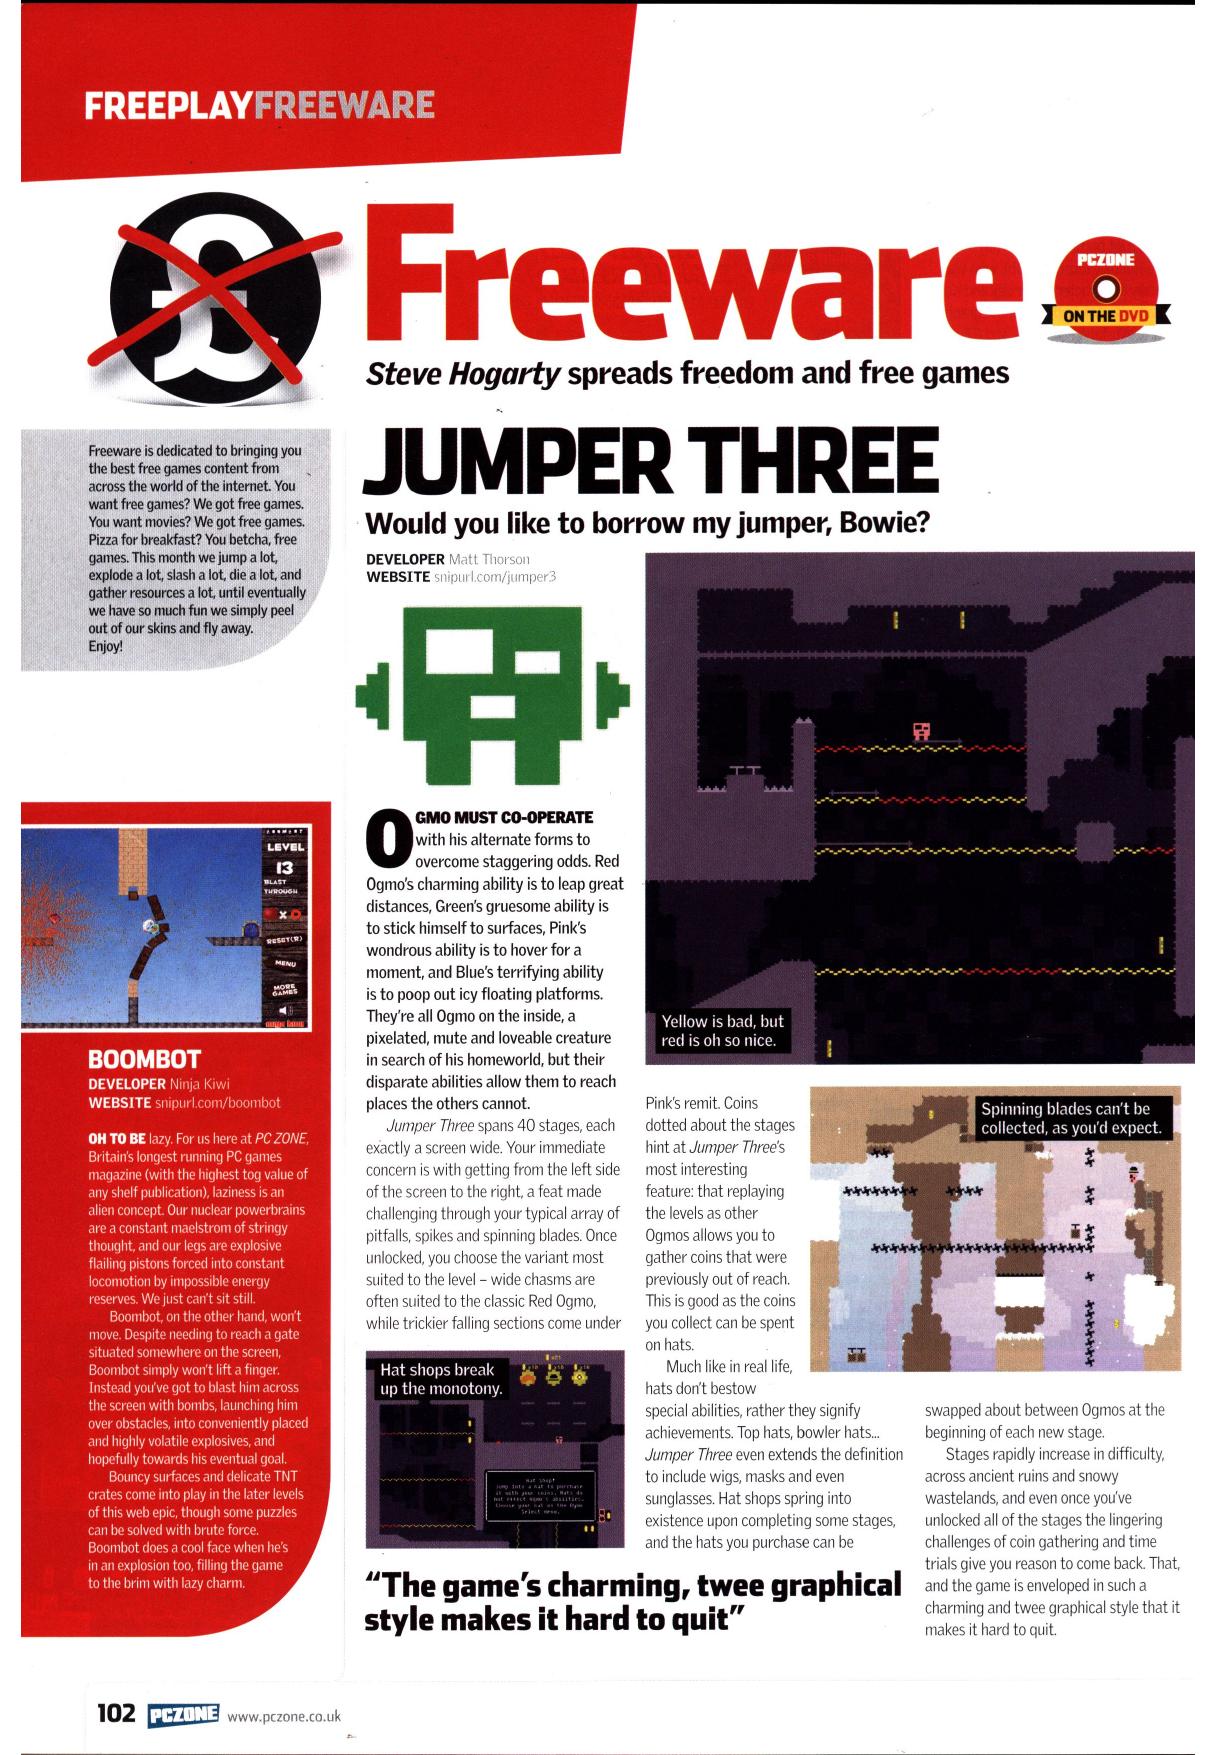 FREEPLAYFREEWARE
Freeware
PCZONE
ON THE DVD
Steve Hogarty spreads freedom and free games
Freeware is dedicated to bringing you
the best free games content from
across the world of the internet. You
want free games? We got free games.
You want movies? We got free games.
Pizza for breakfast? You betcha, free
games. This month we jump a lot,
explode a lot, slash a lot, die a lot, and
gather resources a lot, until eventually
we have so much fun we simply peel
out of our skins and fly away.
Enjoy!
LEVEL
13
BLAST
THROUGH
X 0
RESET(R)
MENU
MORE
GAMES
BOOMBOT
DEVELOPER Ninja Kiwi
WEBSITE snipurl.com/boombot
OH TO BE lazy. For us here at PC ZONE,
Britain's longest running PC games
magazine (with the highest tog value of
any shelf publication), laziness is an
alien concept. Our nuclear powerbrains
are a constant maelstrom of stringy
thought, and our legs are explosive
flailing pistons forced into constant
locomotion by impossible energy
reserves. We just can't sit still.
Boombot, on the other hand, won't
move. Despite needing to reach a gate
situated somewhere on the screen,
Boombot simply won't lift a finger.
Instead you've got to blast him across
the screen with bombs, launching him
over obstacles, into conveniently placed
and highly volatile explosives, and
hopefully towards his eventual goal.
Bouncy surfaces and delicate TNT
crates come into play in the later levels
of this web epic, though some puzzles
can be solved with brute force.
Boombot does a cool face when he's
in an explosion too, filling the game
to the brim with lazy charm.
JUMPER THREE
Would you like to borrow my jumper, Bowie?
DEVELOPER Matt Thorson
WEBSITE snipurl.com/jumper3
OGMO MUST CO-OPERATE
with his alternate forms to
overcome staggering odds. Red
Ogmo's charming ability is to leap great
distances, Green's gruesome ability is
to stick himself to surfaces, Pink's
wondrous ability is to hover for a
moment, and Blue's terrifying ability
is to poop out icy floating platforms.
They're all Ogmo on the inside, a
pixelated, mute and loveable creature
in search of his homeworld, but their
disparate abilities allow them to reach
places the others cannot.
Jumper Three spans 40 stages, each
exactly a screen wide. Your immediate
concern is with getting from the left side
of the screen to the right, a feat made
challenging through your typical array of
pitfalls, spikes and spinning blades. Once
unlocked, you choose the variant most
suited to the level – wide chasms are
often suited to the classic Red Ogmo,
while trickier falling sections come under
Yellow is bad, but
red is oh so nice.
Hat shops break
up the monotony.
Hat Shop!
Jump into a hat to purchase
it with your coins. Hats do
not effect Ogmo's abilities.
Choose your hat on the Ogmo
Select menu.
Pink's remit. Coins
dotted about the stages
hint at Jumper Three's
most interesting
feature: that replaying
the levels as other
Ogmos allows you to
gather coins that were
previously out of reach.
This is good as the coins
you collect can be spent
on hats.
Much like in real life,
hats don't bestow
special abilities, rather they signify
achievements. Top hats, bowler hats...
Jumper Three even extends the definition
to include wigs, masks and even
sunglasses. Hat shops spring into
existence upon completing some stages,
and the hats you purchase can be
Spinning blades can't be
collected, as you'd expect.
swapped about between Ogmos at the
beginning of each new stage.
Stages rapidly increase in difficulty,
across ancient ruins and snowy
wastelands, and even once you've
unlocked all of the stages the lingering
challenges of coin gathering and time
trials give you reason to come back. That,
and the game is enveloped in such a
charming and twee graphical style that it
makes it hard to quit.
"The game's charming, twee graphical
style makes it hard to quit"
102 PCZONE www.pczone.co.uk